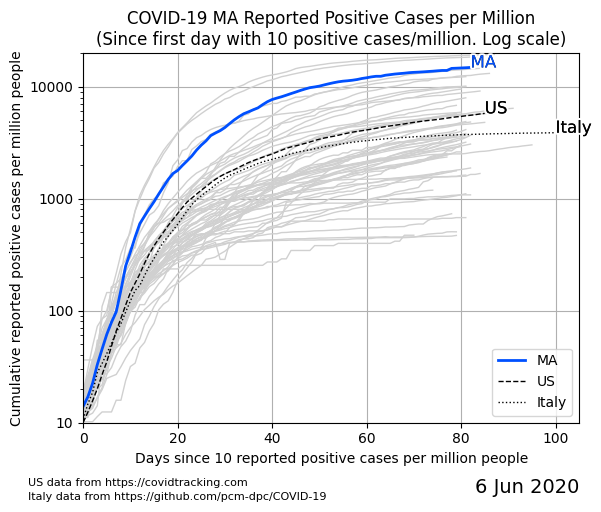 COVID-19 MA Reported Positive Cases per Million
(Since first day with 10 positive cases/million. Log scale)
Cumulative reported positive cases per million people
10000
1000
100
10
MA
US
Italy
MA
US
Italy
0
20
40
60
80
100
Days since 10 reported positive cases per million people
US data from https://covidtracking.com
Italy data from https://github.com/pcm-dpc/COVID-19
6 Jun 2020